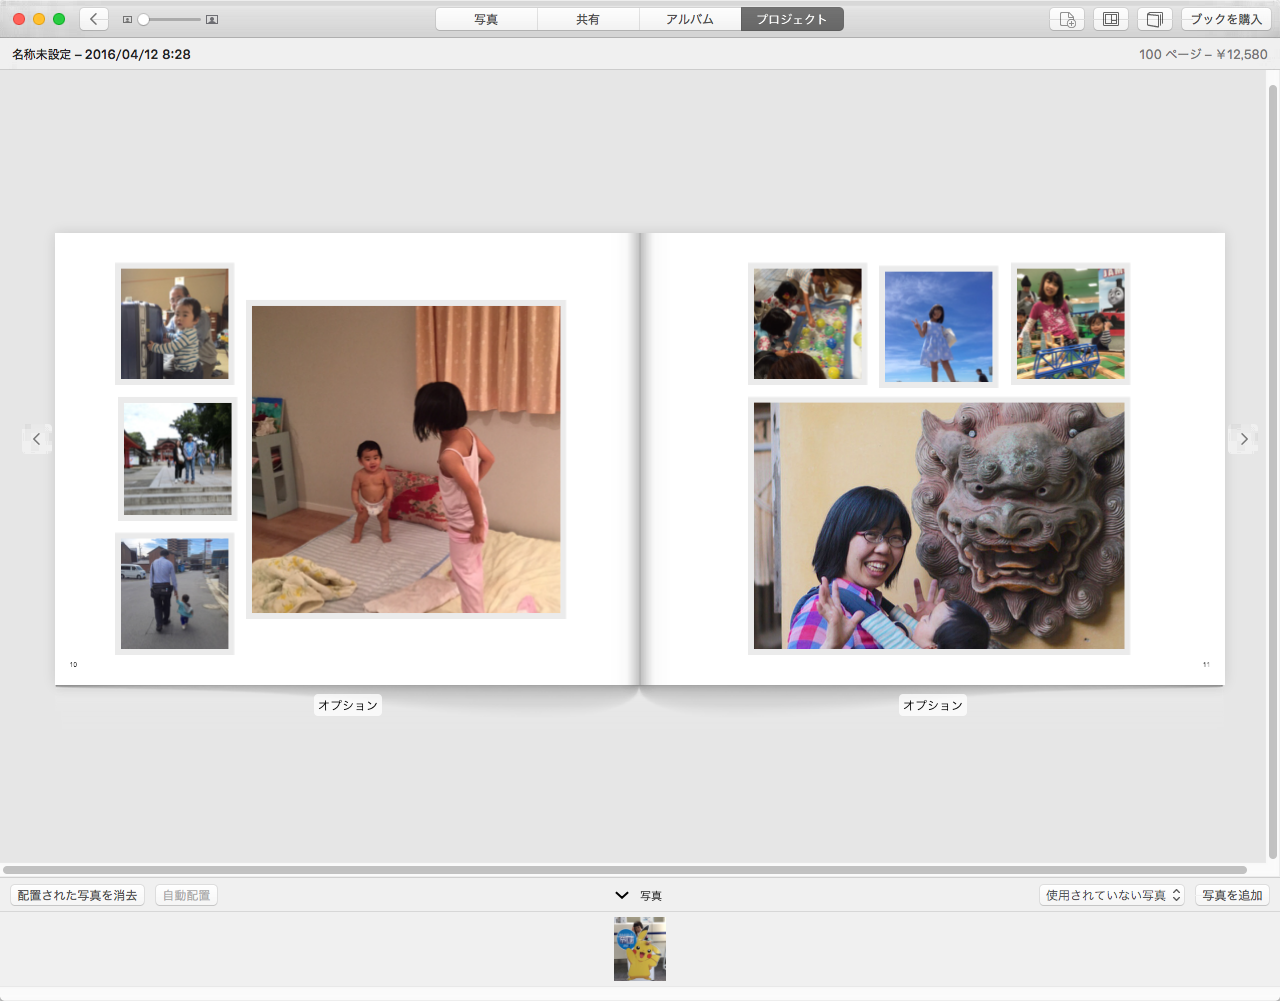 写真 共有 アルバム プロジェクト ブックを購入
名称未設定 – 2016/04/12 8:28 100 ページ – ¥12,580
JAM
10
11
オプション オプション
配置された写真を消去 自動配置 写真 使用されていない写真 写真を追加